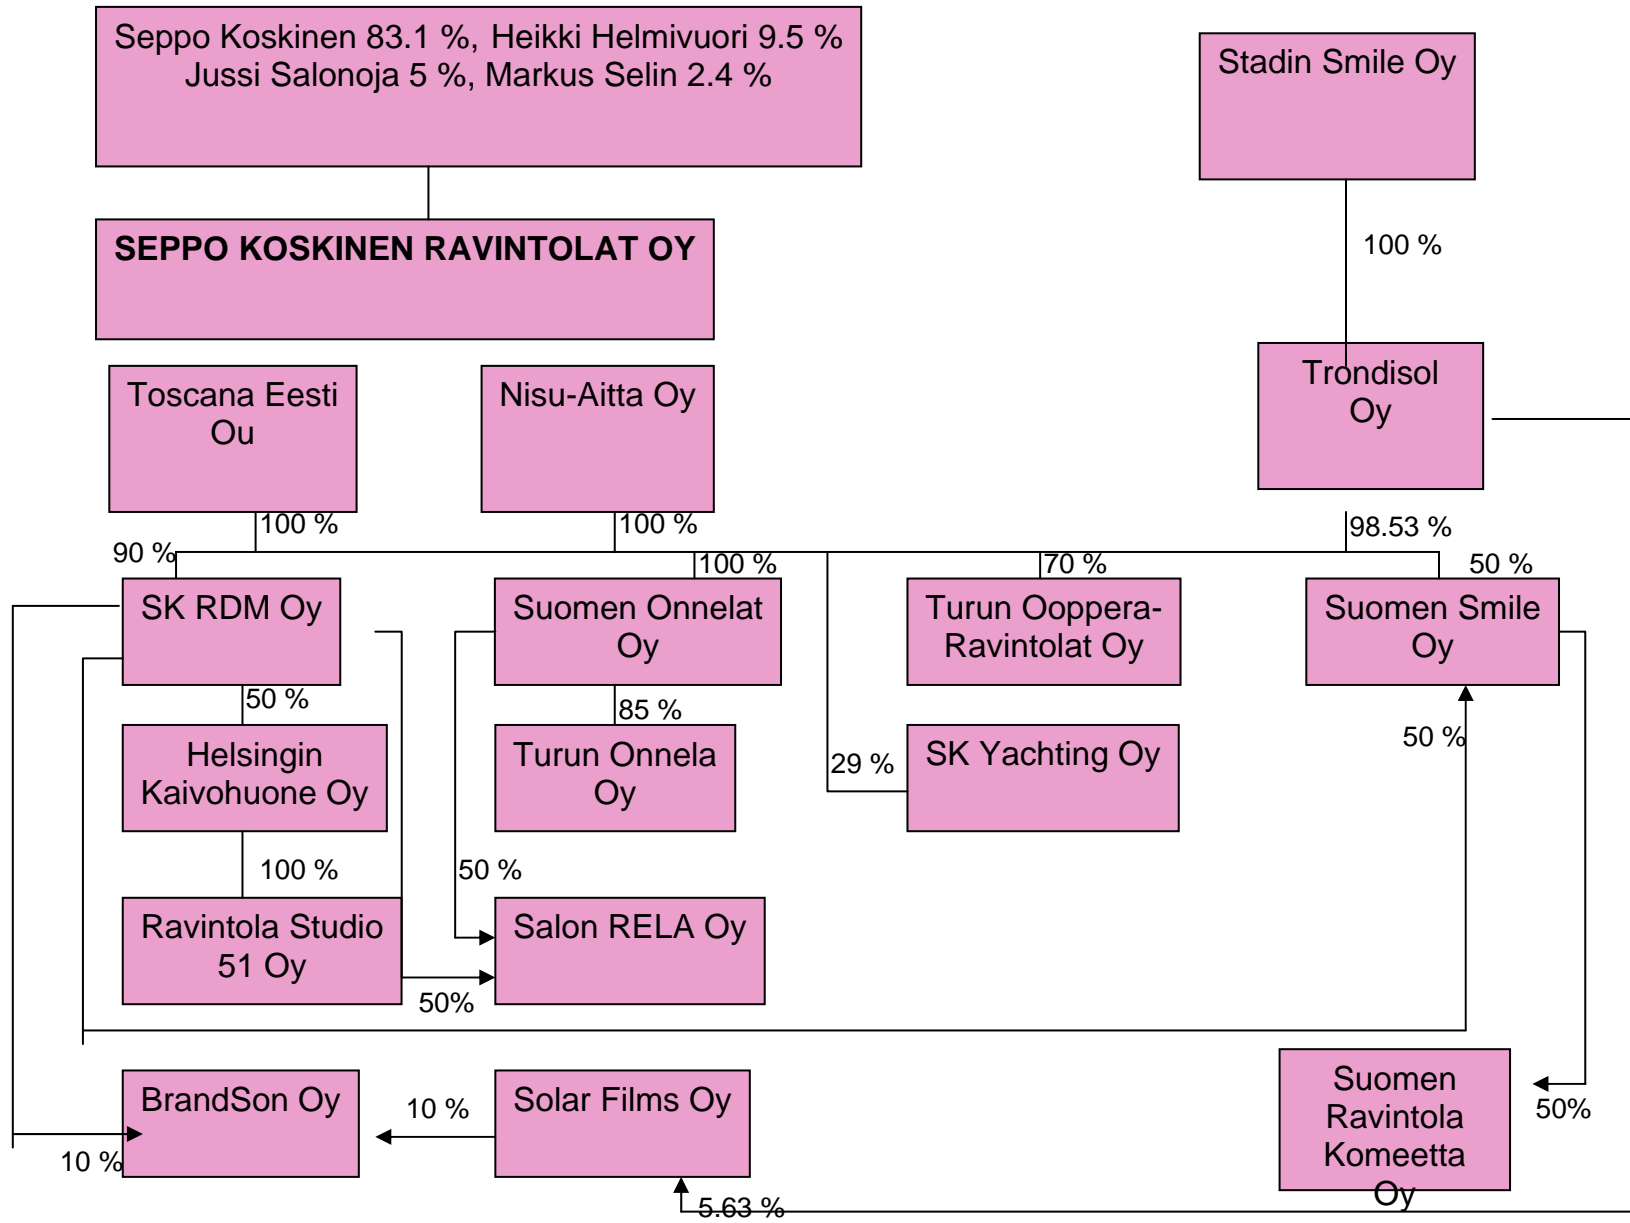 Seppo Koskinen 83.1 %, Heikki Helmivuori 9.5 %
Jussi Salonoja 5 %, Markus Selin 2.4 %
Stadin Smile Oy
SEPPO KOSKINEN RAVINTOLAT OY
100 %
Toscana Eesti
Ou
Nisu-Aitta Oy
Trondisol
Oy
100 %
100 %
98.53 %
90 %
100 %
70 %
50 %
SK RDM Oy
Suomen Onnelat
Oy
Turun Ooppera-
Ravintolat Oy
Suomen Smile
Oy
50 %
85 %
50 %
Helsingin
Kaivohuone Oy
Turun Onnela
Oy
29 %
SK Yachting Oy
100 %
50 %
Ravintola Studio
51 Oy
Salon RELA Oy
50%
BrandSon Oy
10 %
Solar Films Oy
Suomen
Ravintola
Komeetta
Oy
50%
10 %
5.63 %